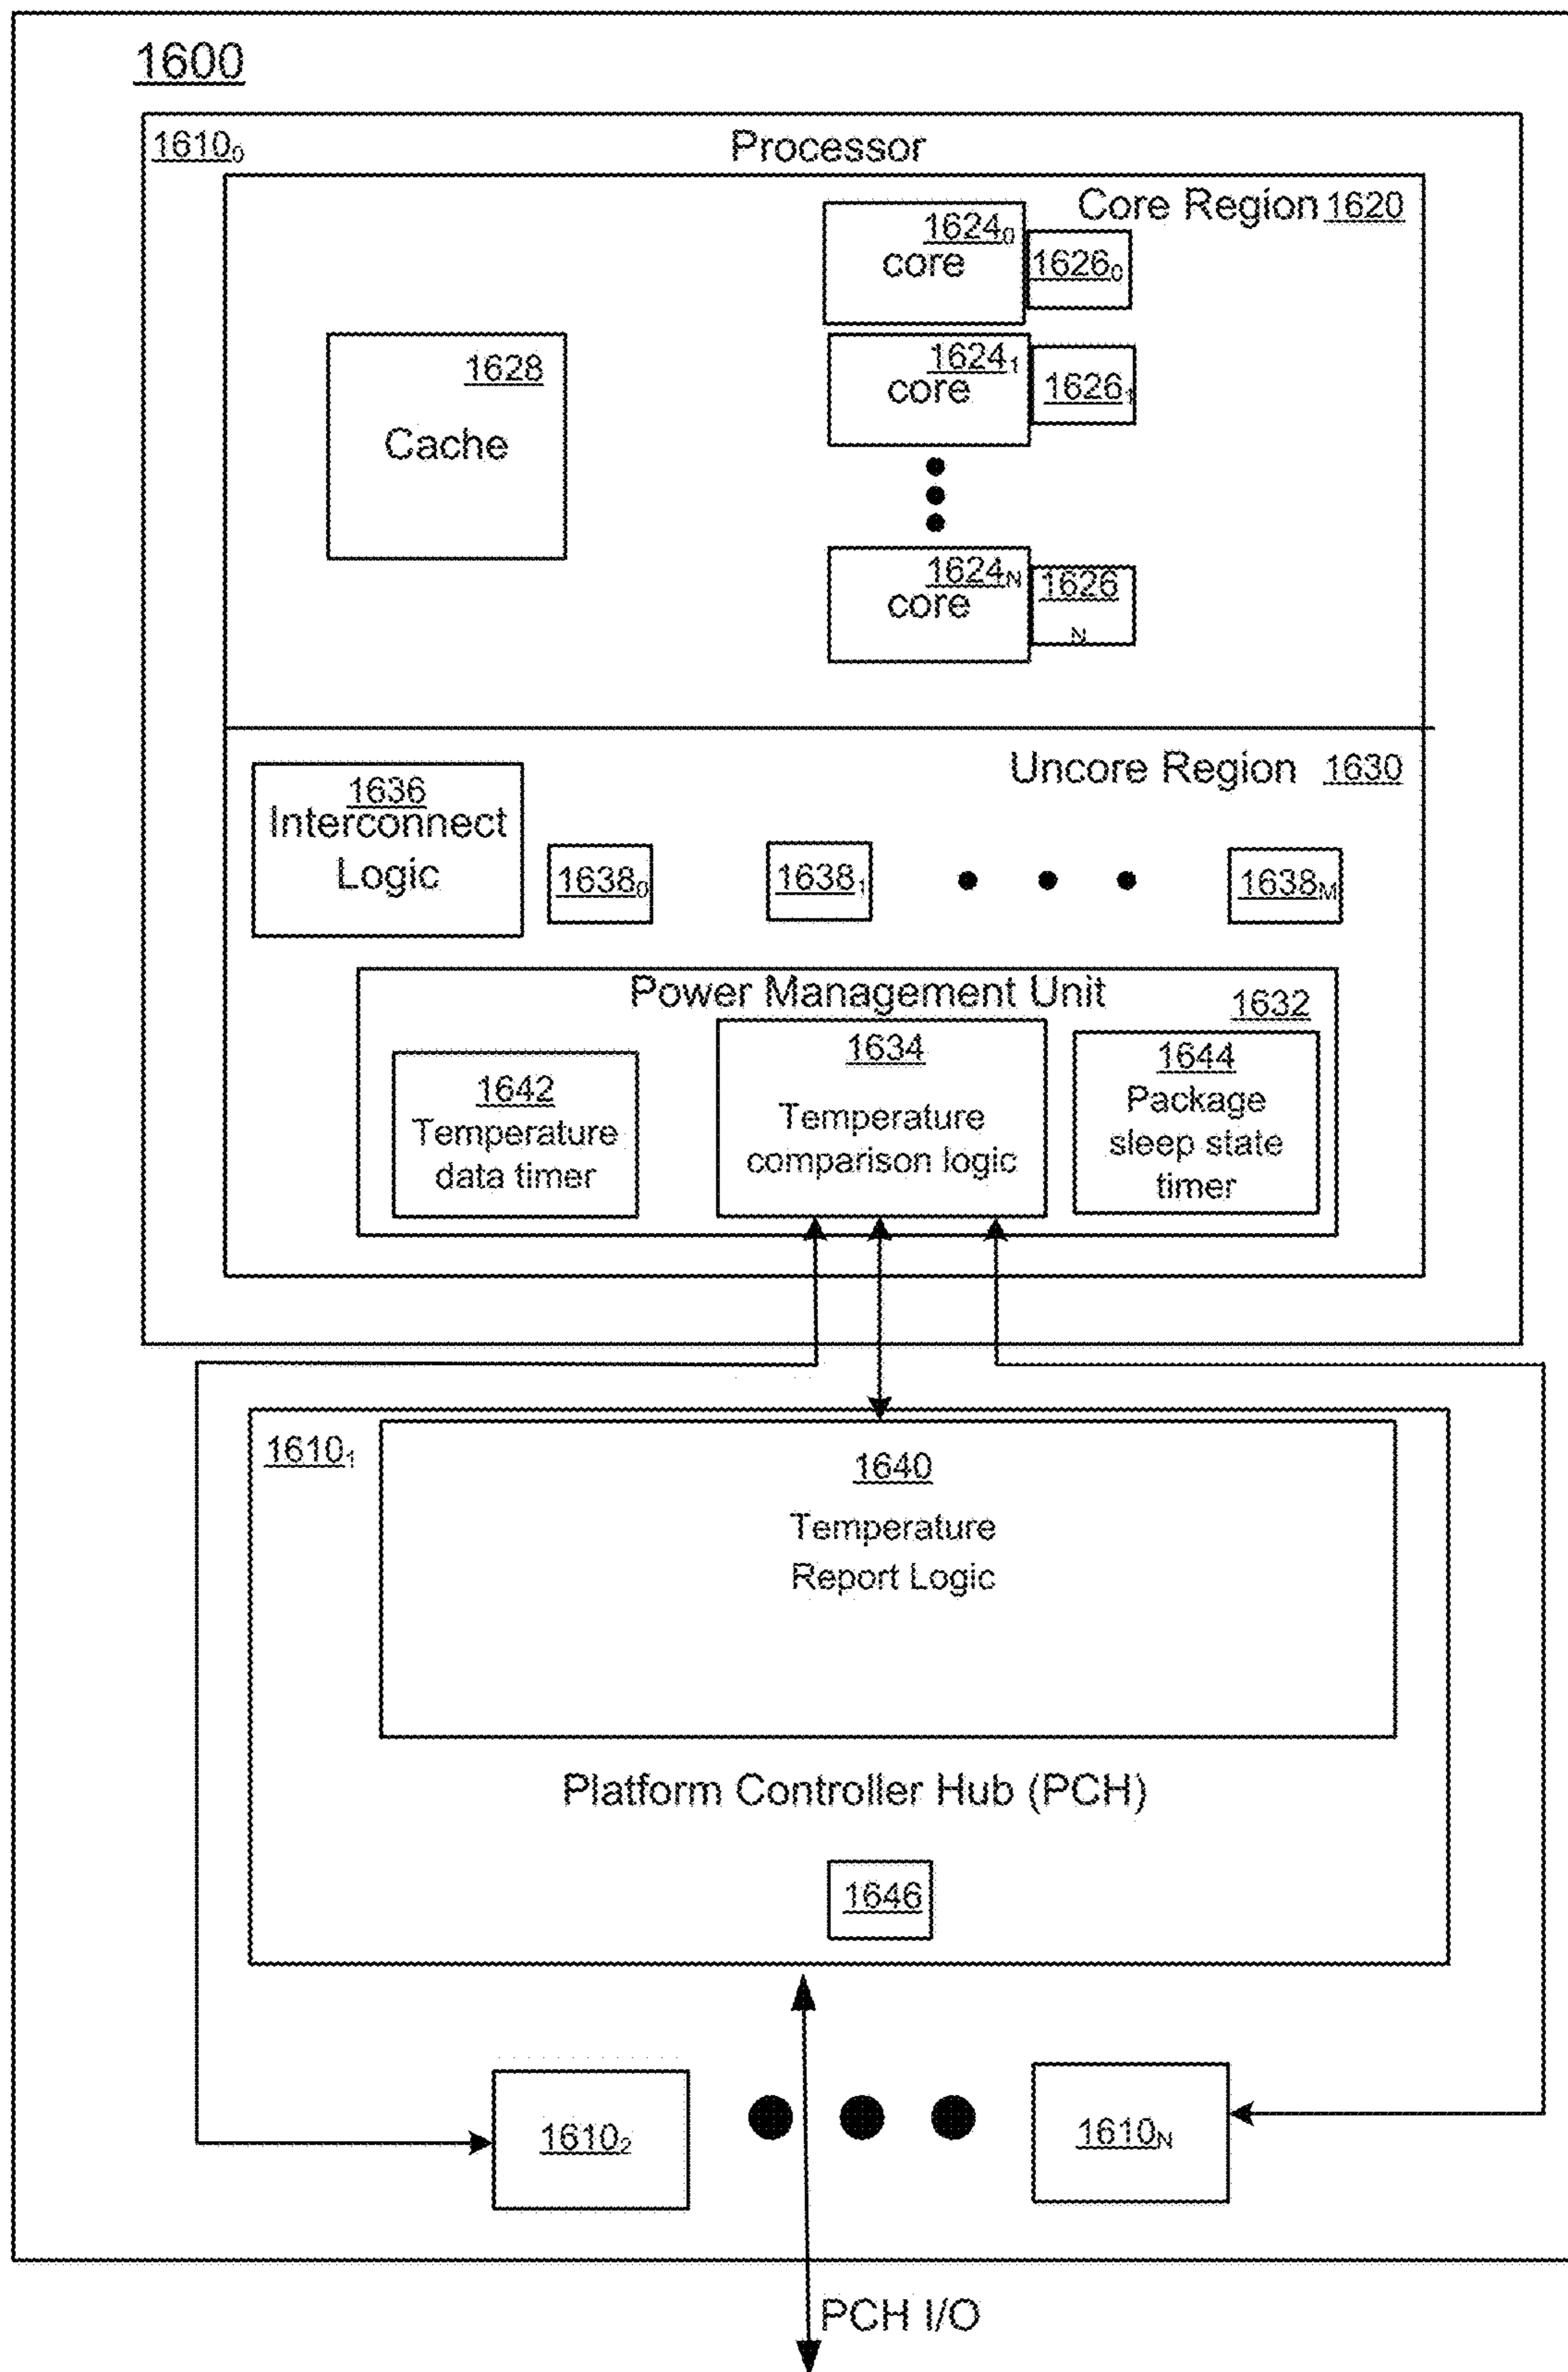 1600
1610₀
Processor
Core Region 1620
1624₀
core
1626₀
1628
Cache
1624₁
core
1626₁
1624N
core
1626
N
Uncore Region 1630
1636
Interconnect
Logic
1638₀
1638₁
1638M
Power Management Unit
1632
1642
Temperature
data timer
1634
Temperature
comparison logic
1644
Package
sleep state
timer
1610₁
1640
Temperature
Report Logic
Platform Controller Hub (PCH)
1646
1610₂
1610N
PCH I/O